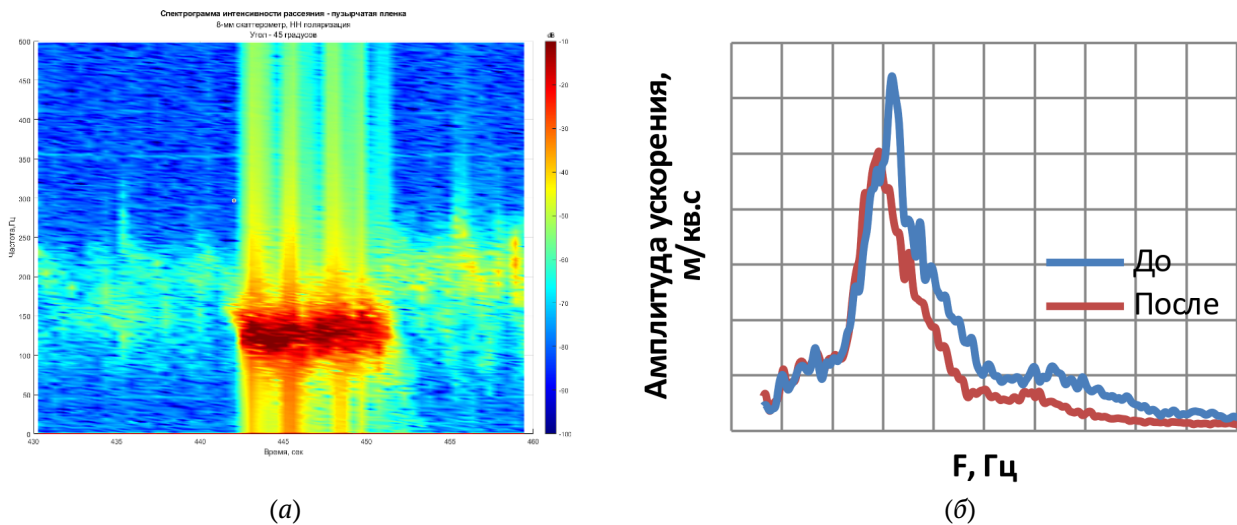 Спектрограмма интенсивности рассеяния - пузырчатая пленка
8-мм скаттерометр, НН поляризация
Угол - 45 градусов
dB
500
450
400
350
300
250
200
150
100
50
0
Частота,Гц
430
435
440
445
450
455
460
Время, сек
-10
-20
-30
-40
-50
-60
-70
-80
-90
-100
(а)
Амплитуда ускорения,
м/кв.с
До
После
F, Гц
(б)